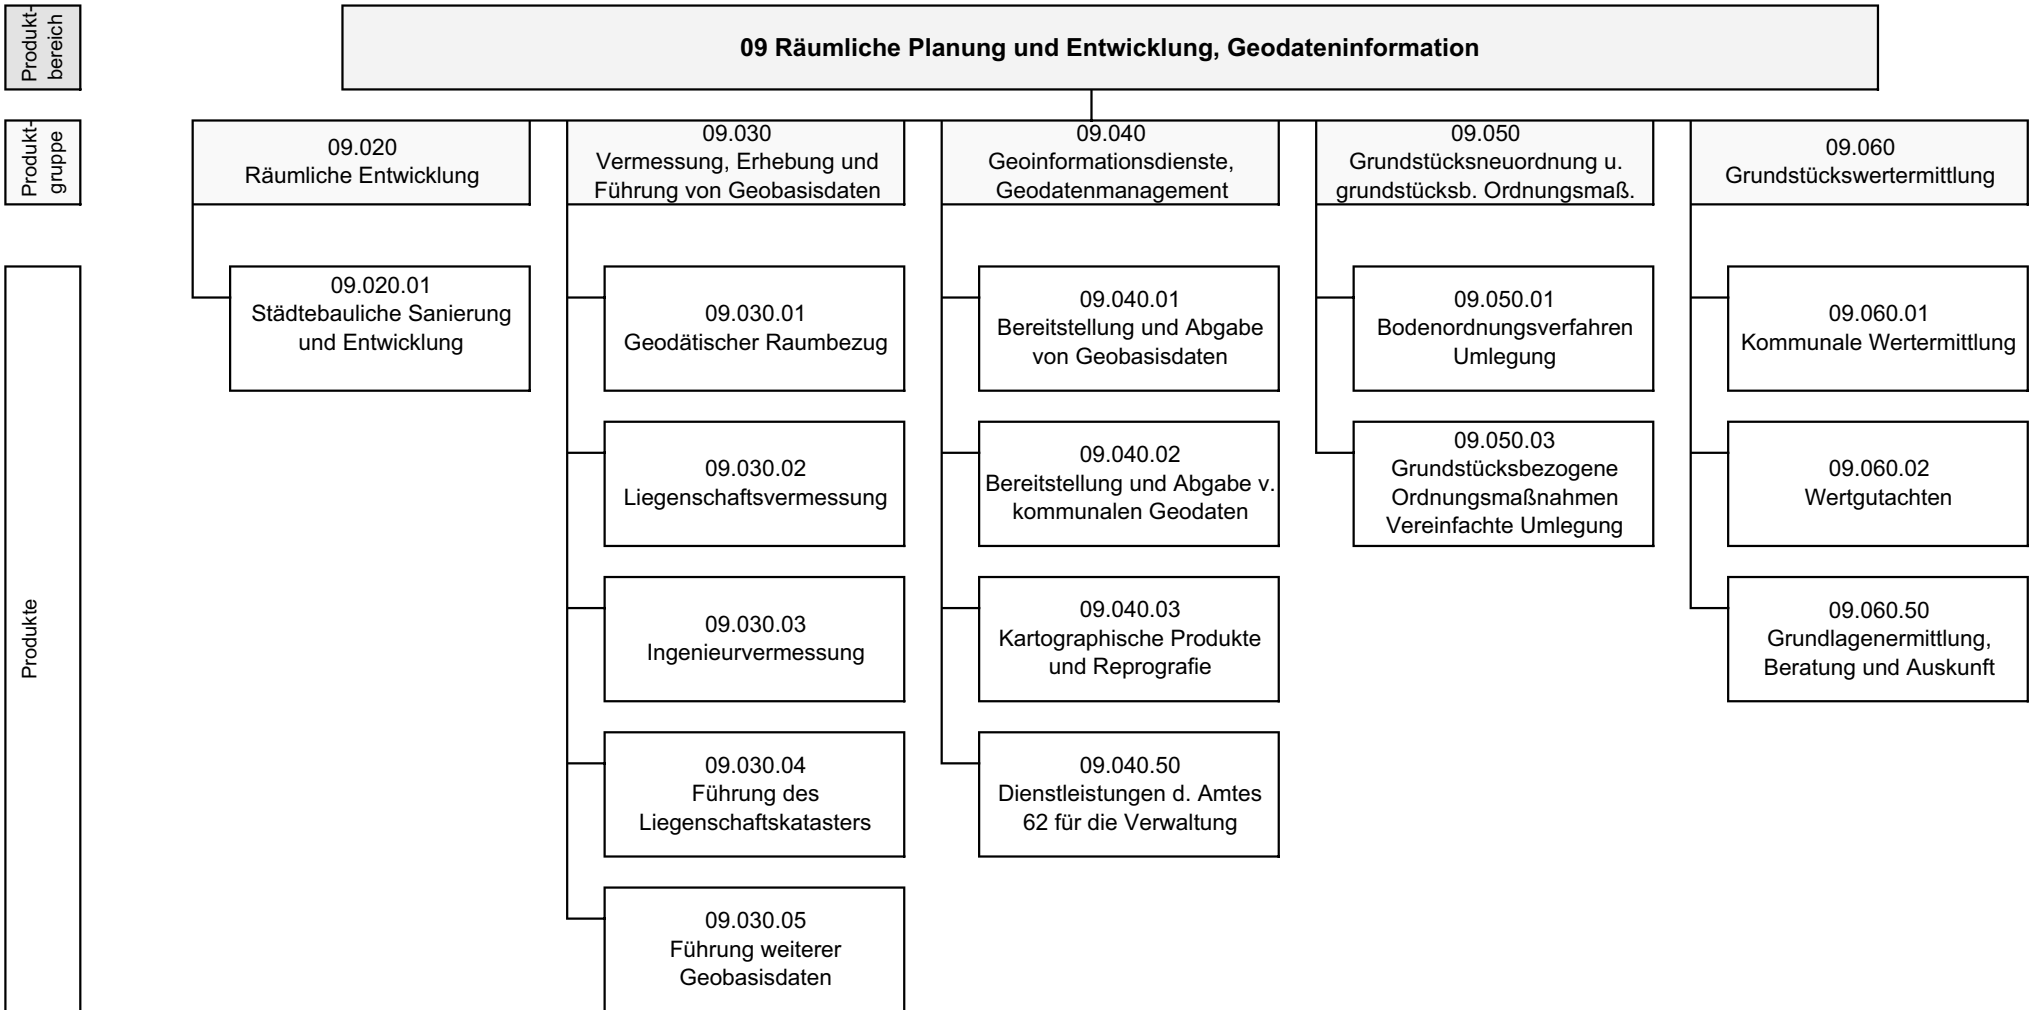 Produkt-
bereich
09 Räumliche Planung und Entwicklung, Geodateninformation
Produkt-
gruppe
09.020
Räumliche Entwicklung
09.030
Vermessung, Erhebung und
Führung von Geobasisdaten
09.040
Geoinformationsdienste,
Geodatenmanagement
09.050
Grundstücksneuordnung u.
grundstücksb. Ordnungsmaß.
09.060
Grundstückswertermittlung
Produkte
09.020.01
Städtebauliche Sanierung
und Entwicklung
09.030.01
Geodätischer Raumbezug
09.030.02
Liegenschaftsvermessung
09.030.03
Ingenieurvermessung
09.030.04
Führung des
Liegenschaftskatasters
09.030.05
Führung weiterer
Geobasisdaten
09.040.01
Bereitstellung und Abgabe
von Geobasisdaten
09.040.02
Bereitstellung und Abgabe v.
kommunalen Geodaten
09.040.03
Kartographische Produkte
und Reprografie
09.040.50
Dienstleistungen d. Amtes
62 für die Verwaltung
09.050.01
Bodenordnungsverfahren
Umlegung
09.050.03
Grundstücksbezogene
Ordnungsmaßnahmen
Vereinfachte Umlegung
09.060.01
Kommunale Wertermittlung
09.060.02
Wertgutachten
09.060.50
Grundlagenermittlung,
Beratung und Auskunft